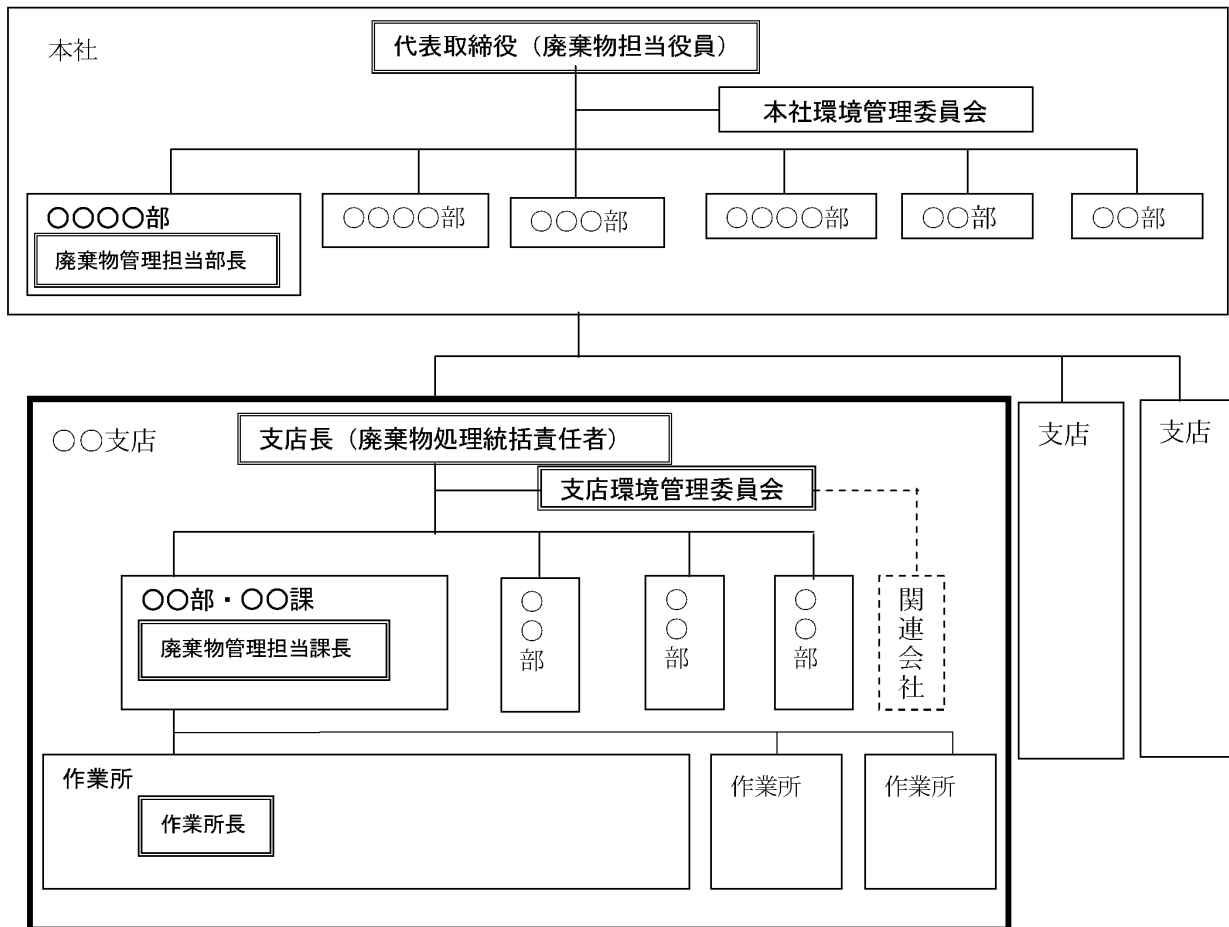 本社
代表取締役（廃棄物担当役員）
本社環境管理委員会
○○○○部
廃棄物管理担当部長
○○○○部
○○○部
○○○○部
○○部
○○部
○○支店
支店長（廃棄物処理統括責任者）
支店環境管理委員会
○○部・○○課
廃棄物管理担当課長
○○部
○○部
○○部
関連会社
作業所
作業所長
作業所
作業所
支店
支店